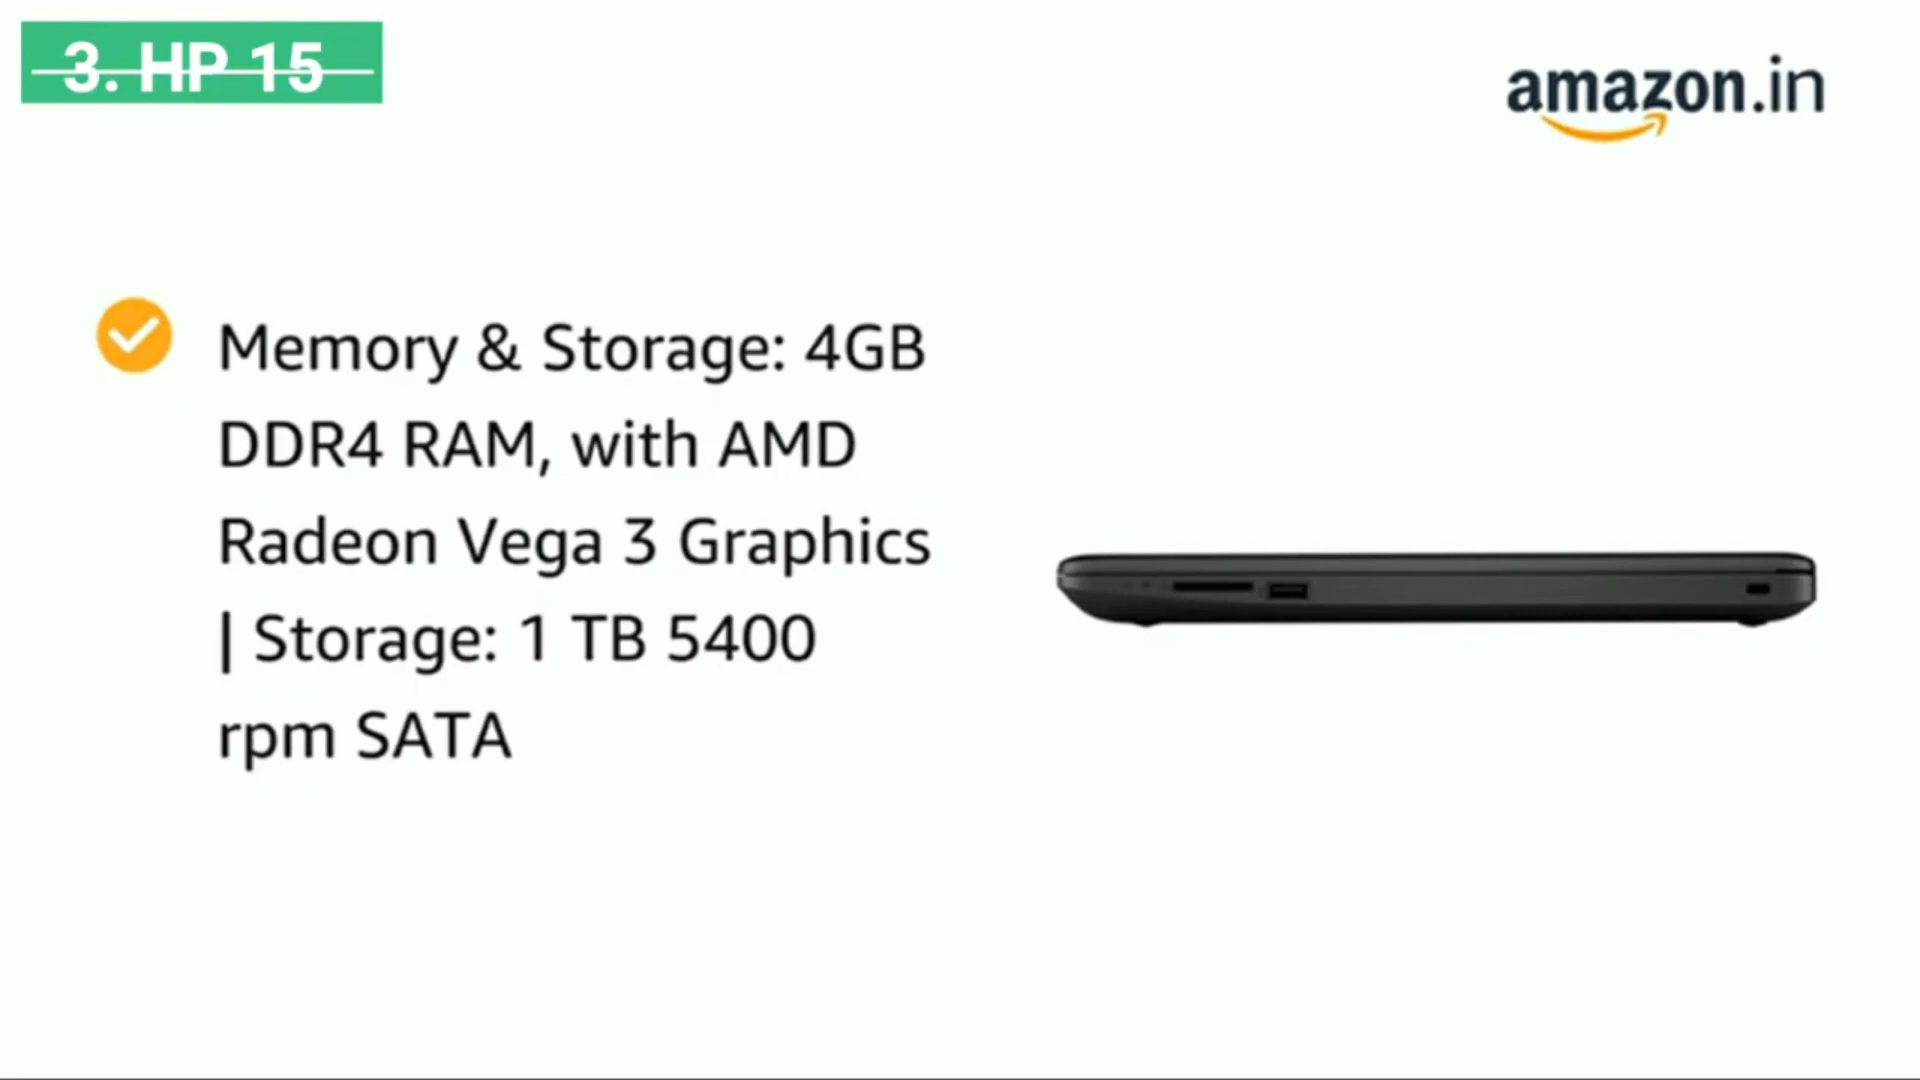 3. HP 15
amazon.in
Memory & Storage: 4GB
DDR4 RAM, with AMD
Radeon Vega 3 Graphics
| Storage: 1 TB 5400
rpm SATA